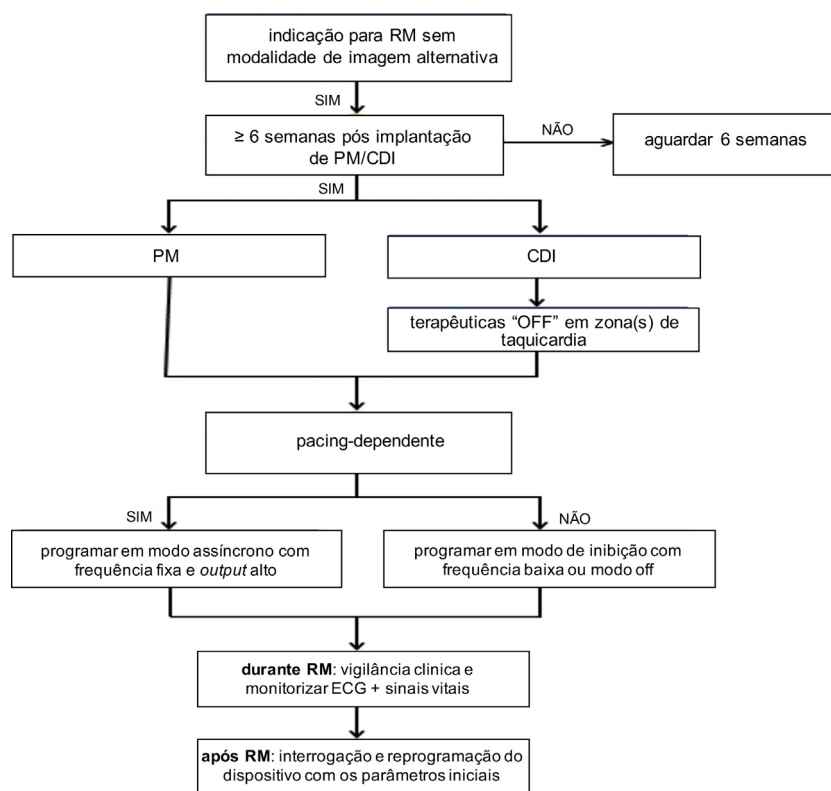 indicação para RM sem
modalidade de imagem alternativa
SIM
≥ 6 semanas pós implantação
de PM/CDI
NÃO
aguardar 6 semanas
SIM
PM
CDI
terapêuticas “OFF” em zona(s) de
taquicardia
pacing-dependente
SIM
NÃO
programar em modo assíncrono com
frequência fixa e output alto
programar em modo de inibição com
frequência baixa ou modo off
durante RM: vigilância clinica e
monitorizar ECG + sinais vitais
após RM: interrogação e reprogramação do
dispositivo com os parâmetros iniciais